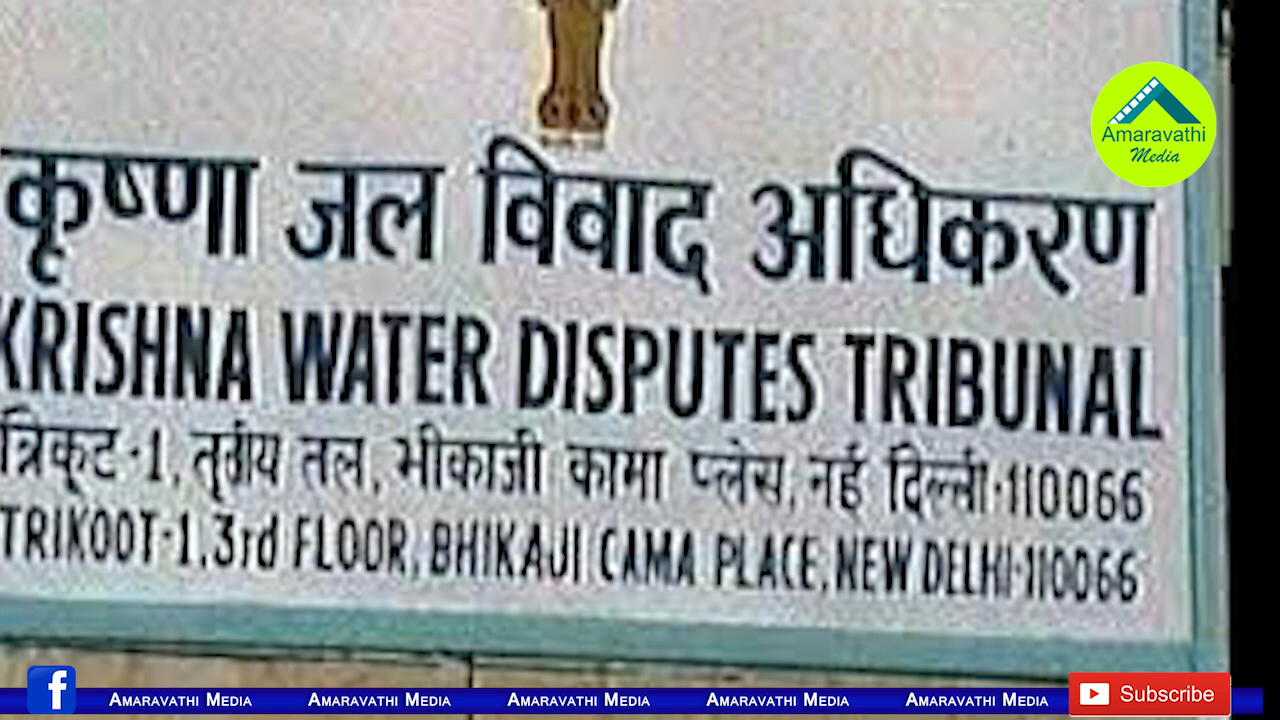 Amaravathi
Media
कृष्णा जल विवाद अधिकरण
KRISHNA WATER DISPUTES TRIBUNAL
त्रिकूट-1, तृतीय तल, भीकाजी कामा प्लेस, नई दिल्ली-110066
TRIKOOT-1,3rd FLOOR, BHIKAJI CAMA PLACE, NEW DELHI-110066
f Amaravathi Media Amaravathi Media Amaravathi Media Amaravathi Media Amaravathi Media Subscribe